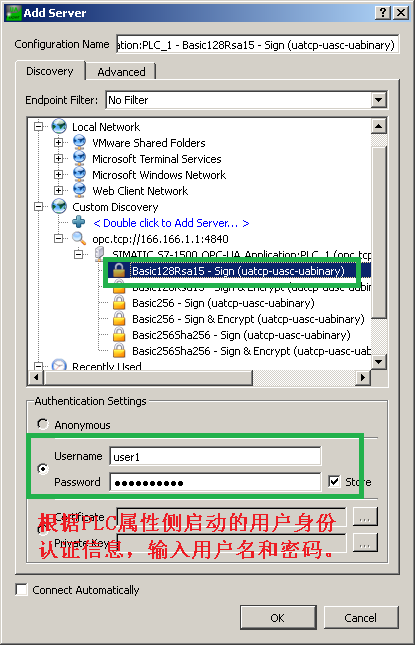 Add Server
Configuration Name
ation:PLC_1 - Basic128Rsa15 - Sign (uatcp-uasc-uabinary)
Discovery
Advanced
Endpoint Filter:
No Filter
Local Network
VMware Shared Folders
Microsoft Terminal Services
Microsoft Windows Network
Web Client Network
Custom Discovery
< Double click to Add Server... >
opc.tcp://166.166.1.1:4840
SIMATIC S7-1500 OPC-UA Application:PLC_1 (opc.t
Basic128Rsa15 - Sign (uatcp-uasc-uabinary)
Basic128Rsa15 - Sign & Encrypt (uatcp-uasc-uabin
Basic256 - Sign (uatcp-uasc-uabinary)
Basic256 - Sign & Encrypt (uatcp-uasc-uabinary)
Basic256Sha256 - Sign (uatcp-uasc-uabinary)
Basic256Sha256 - Sign & Encrypt (uatcp-uasc-uabi
Recently Used
Authentication Settings
Anonymous
Username
user1
Password
●●●●●●●●●●
Store
Certificate
...
根据PLC属性侧启动的用户身份
Private Key
...
认证信息，输入用户名和密码。
Connect Automatically
OK
Cancel